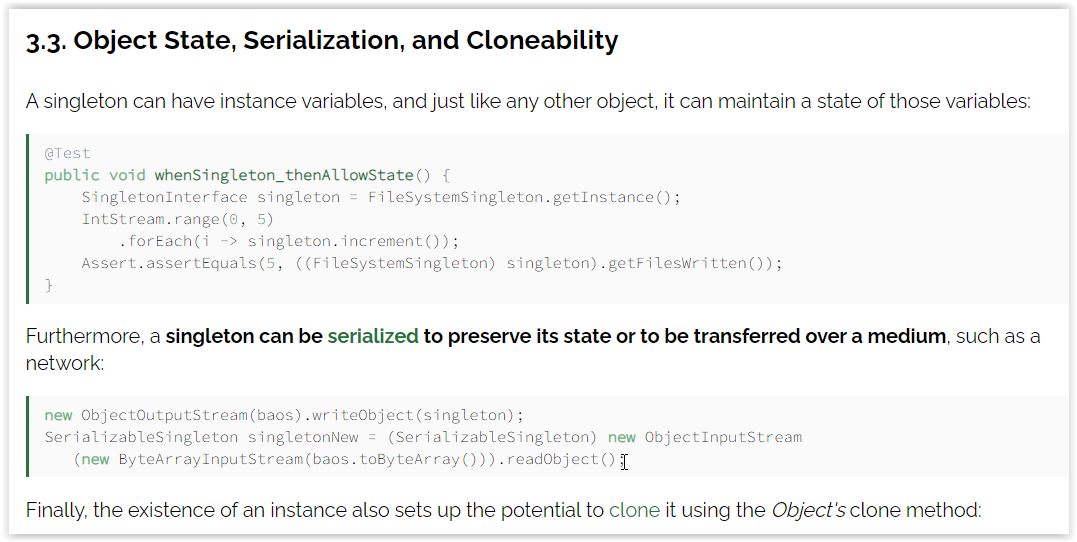 3.3. Object State, Serialization, and Cloneability
A singleton can have instance variables, and just like any other object, it can maintain a state of those variables:
@Test
public void whenSingleton_thenAllowState() {
    SingletonInterface singleton = FileSystemSingleton.getInstance();
    IntStream.range(0, 5)
        .forEach(i -> singleton.increment());
    Assert.assertEquals(5, ((FileSystemSingleton) singleton).getFilesWritten());
}
Furthermore, a singleton can be serialized to preserve its state or to be transferred over a medium, such as a
network:
new ObjectOutputStream(baos).writeObject(singleton);
SerializableSingleton singletonNew = (SerializableSingleton) new ObjectInputStream
   (new ByteArrayInputStream(baos.toByteArray())).readObject();
Finally, the existence of an instance also sets up the potential to clone it using the Object's clone method: